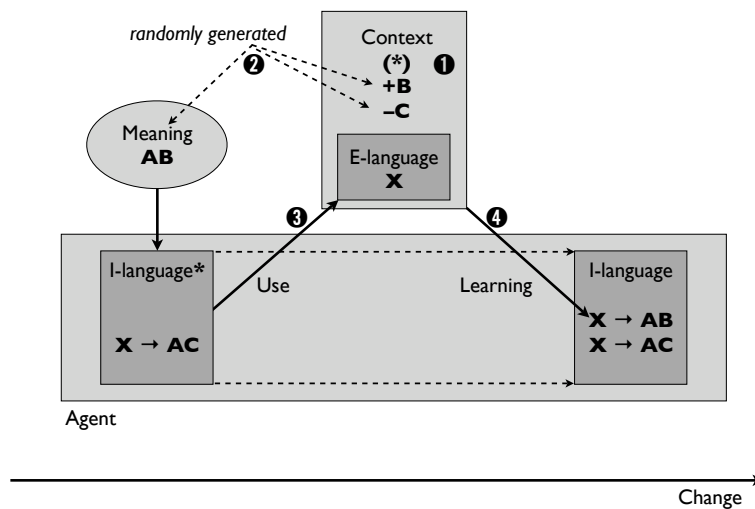 randomly generated
❷
Context
(*)
❶
+B
–C
Meaning
AB
E-language
X
❸
❹
I-language*
Use
Learning
I-language
X → AC
X → AB
X → AC
Agent
Change